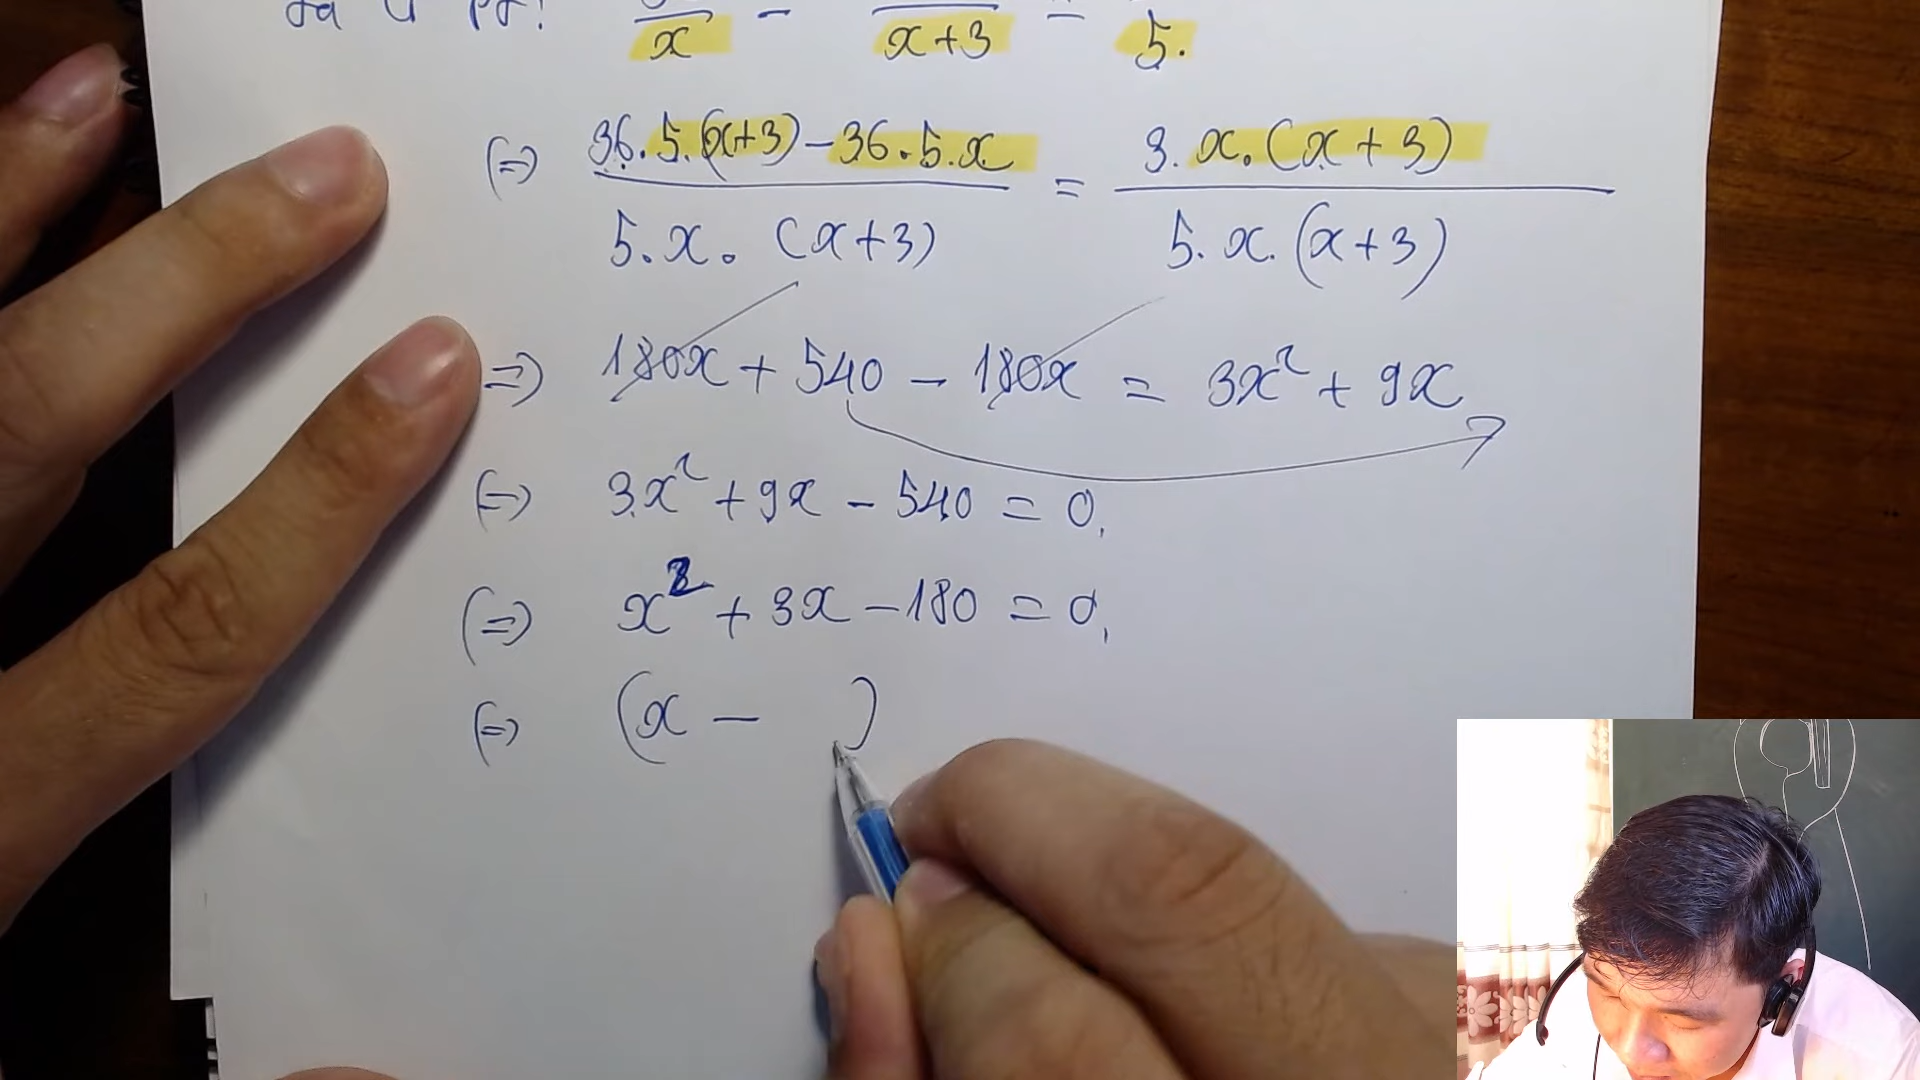 x - x+3 = 5.
(=) 36.5.(x+3) - 36.5.x / 5.x.(x+3) = 3.x.(x+3) / 5.x.(x+3)
=) 180x + 540 - 180x = 3x² + 9x
(=) 3x² + 9x - 540 = 0.
(=) x² + 3x - 180 = 0.
(=) (x - )